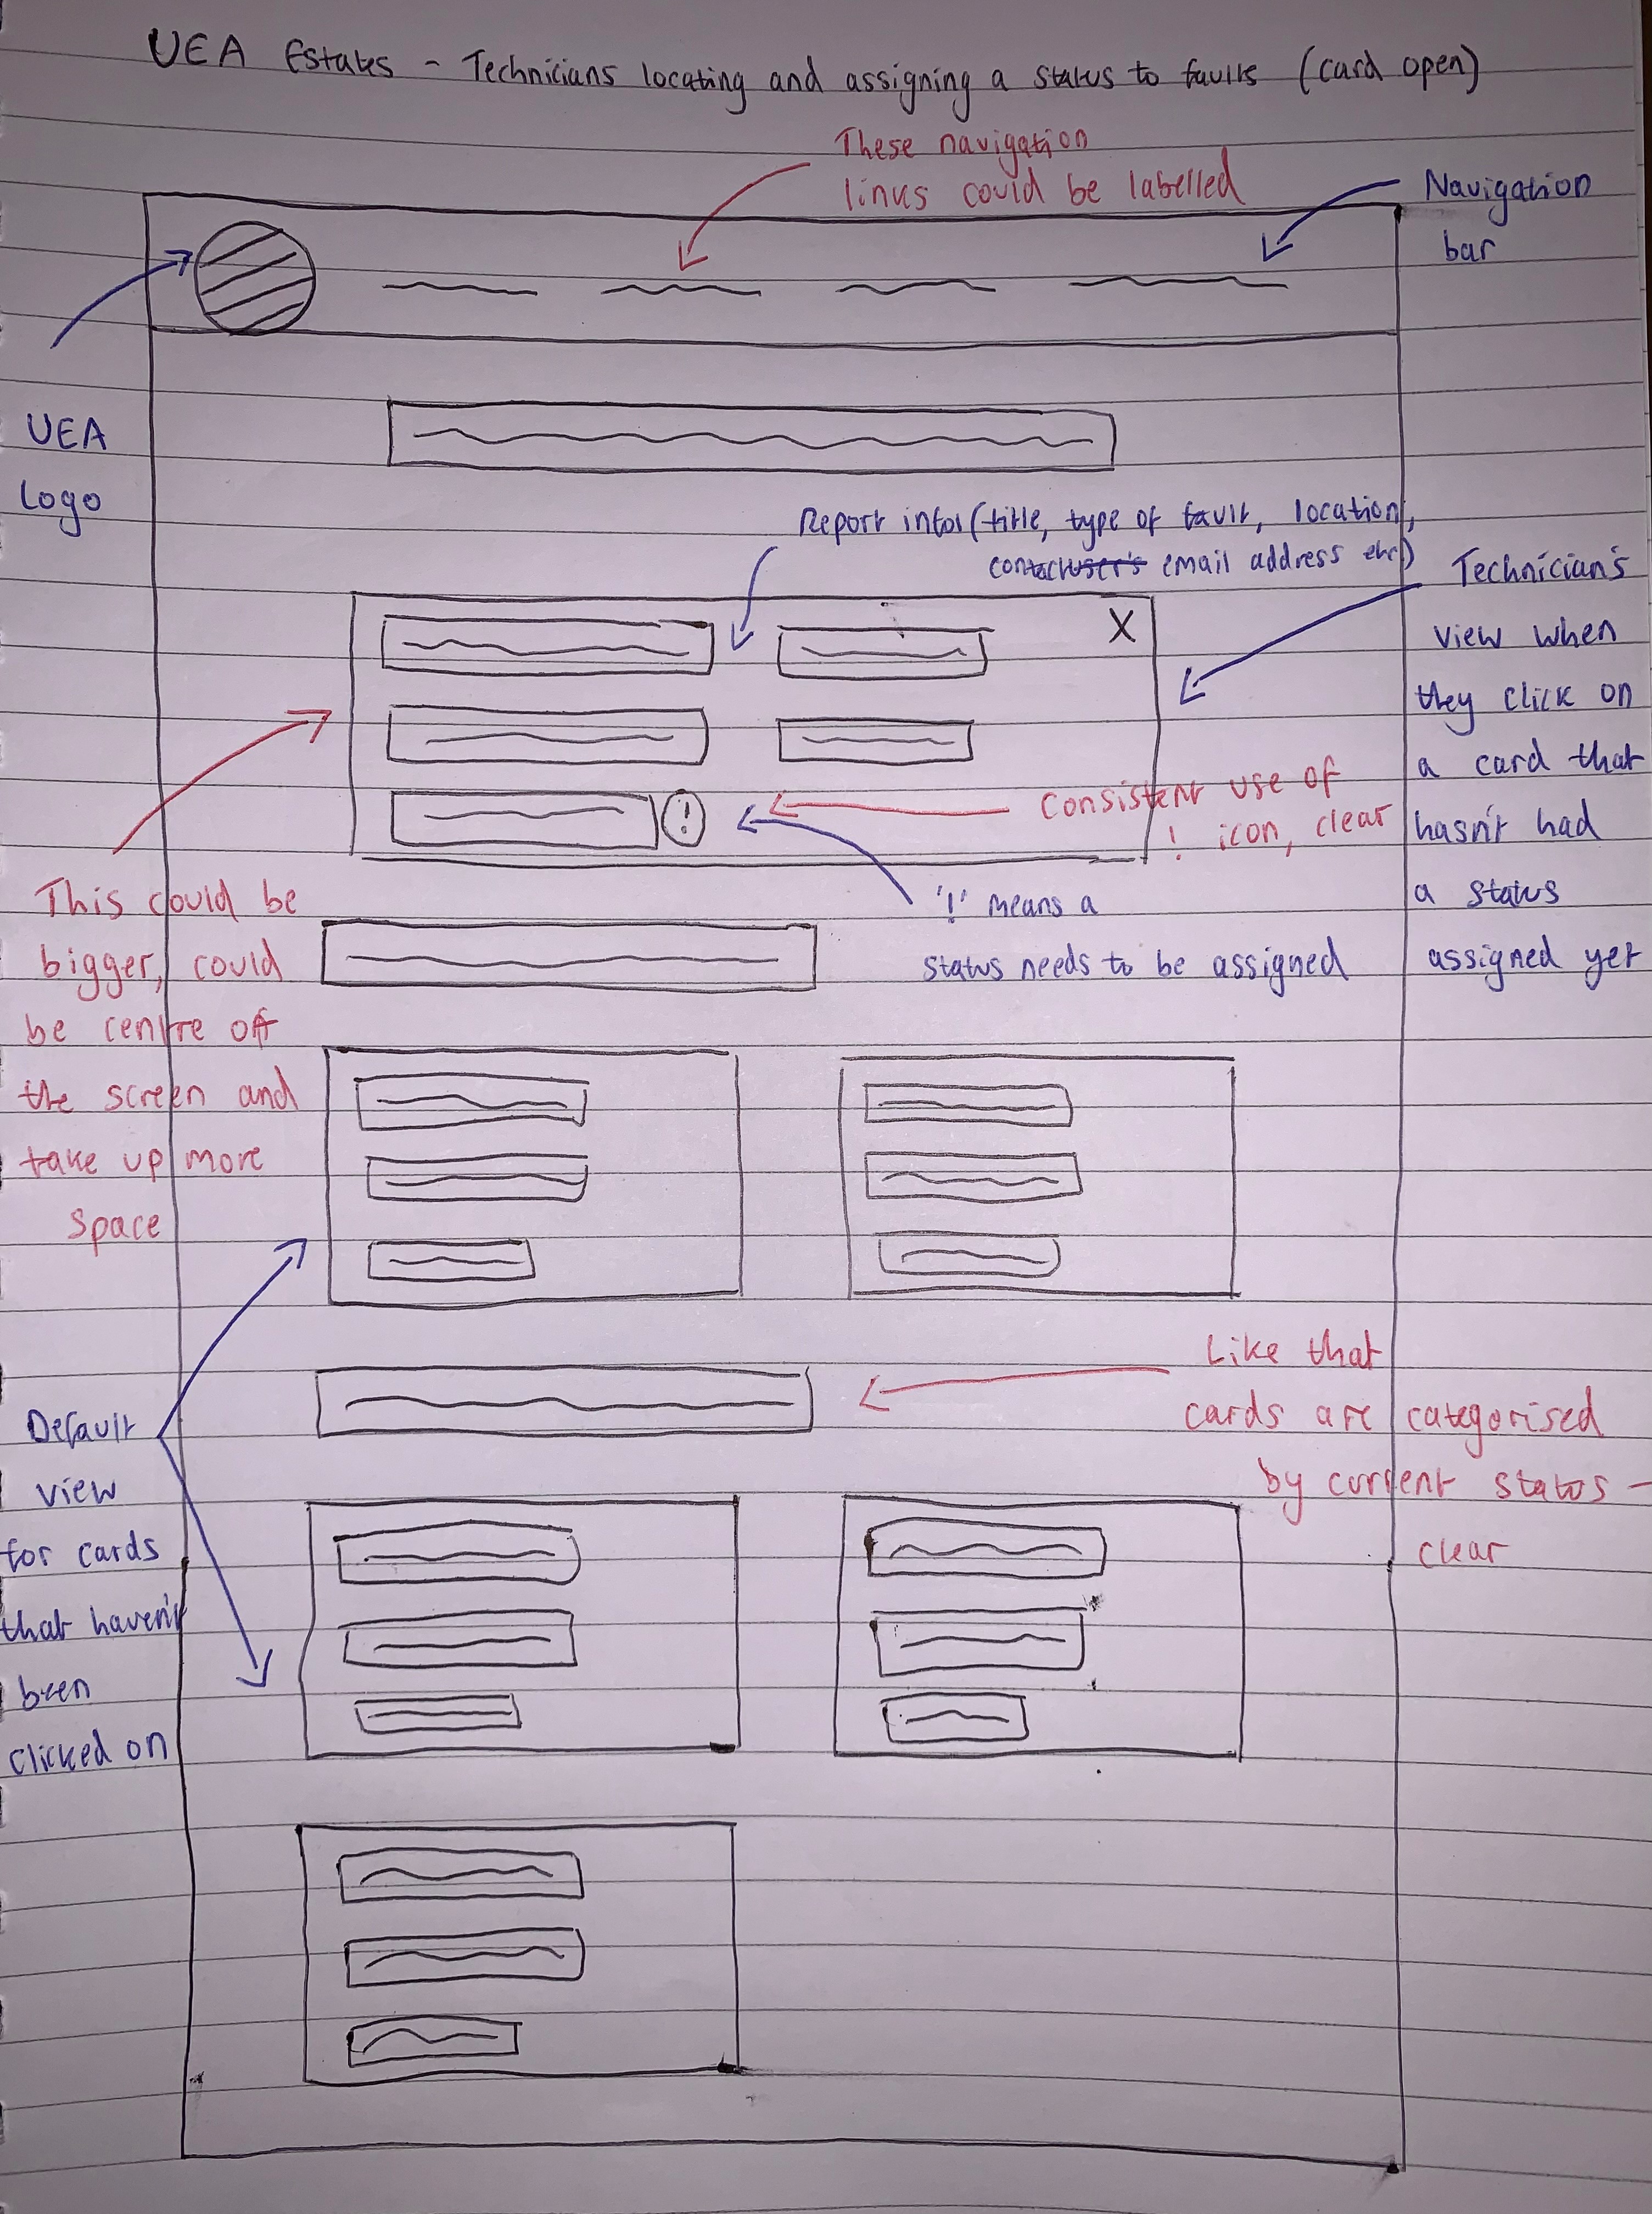 UEA Estates - Technicians locating and assigning a status to faults (card open)
These navigation
links could be labelled
Navigation
bar
UEA
Logo
Report info (title, type of fault, location,
email address etc)
Technician's
view when
they click on
a card that
hasn't had
a status
assigned yet
X
!
Consistent use of
! icon, clear
'!' means a
status needs to be assigned
This could be
bigger, could
be centre off
the screen and
take up more
space
Default
view
for cards
that haven't
been
clicked on
Like that
cards are categorised
by current status -
clear